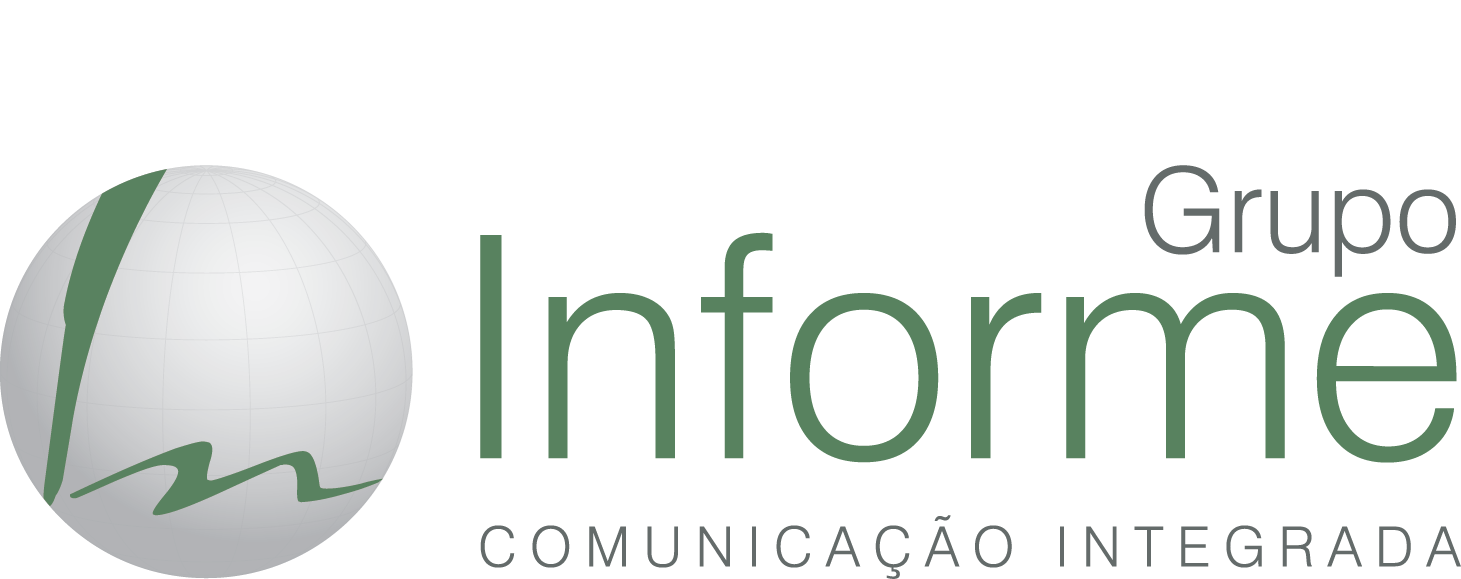 Grupo
Informe
COMUNICAÇÃO INTEGRADA